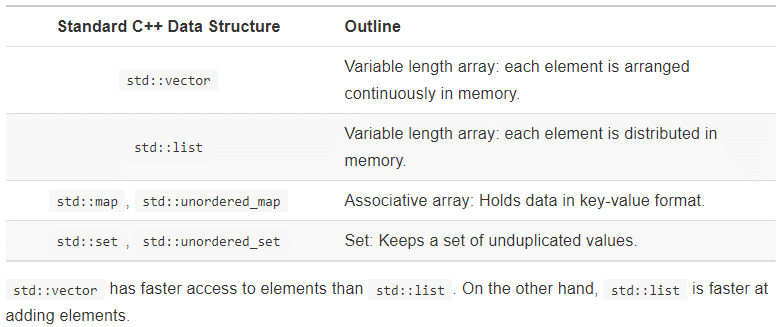 Standard C++ Data Structure Outline
std::vector Variable length array: each element is arranged
continuously in memory.
std::list Variable length array: each element is distributed in
memory.
std::map , std::unordered_map Associative array: Holds data in key-value format.
std::set , std::unordered_set Set: Keeps a set of unduplicated values.
std::vector has faster access to elements than std::list . On the other hand, std::list is faster at
adding elements.